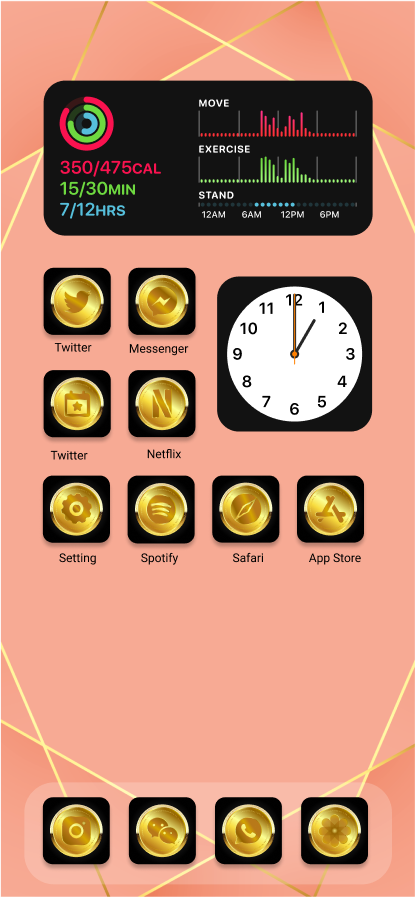 MOVE
350/475CAL
EXERCISE
15/30MIN
STAND
7/12HRS
12AM 6AM 12PM 6PM
Twitter Messenger
12
1
2
3
4
5
6
7
8
9
10
11
Twitter Netflix
Setting Spotify Safari App Store